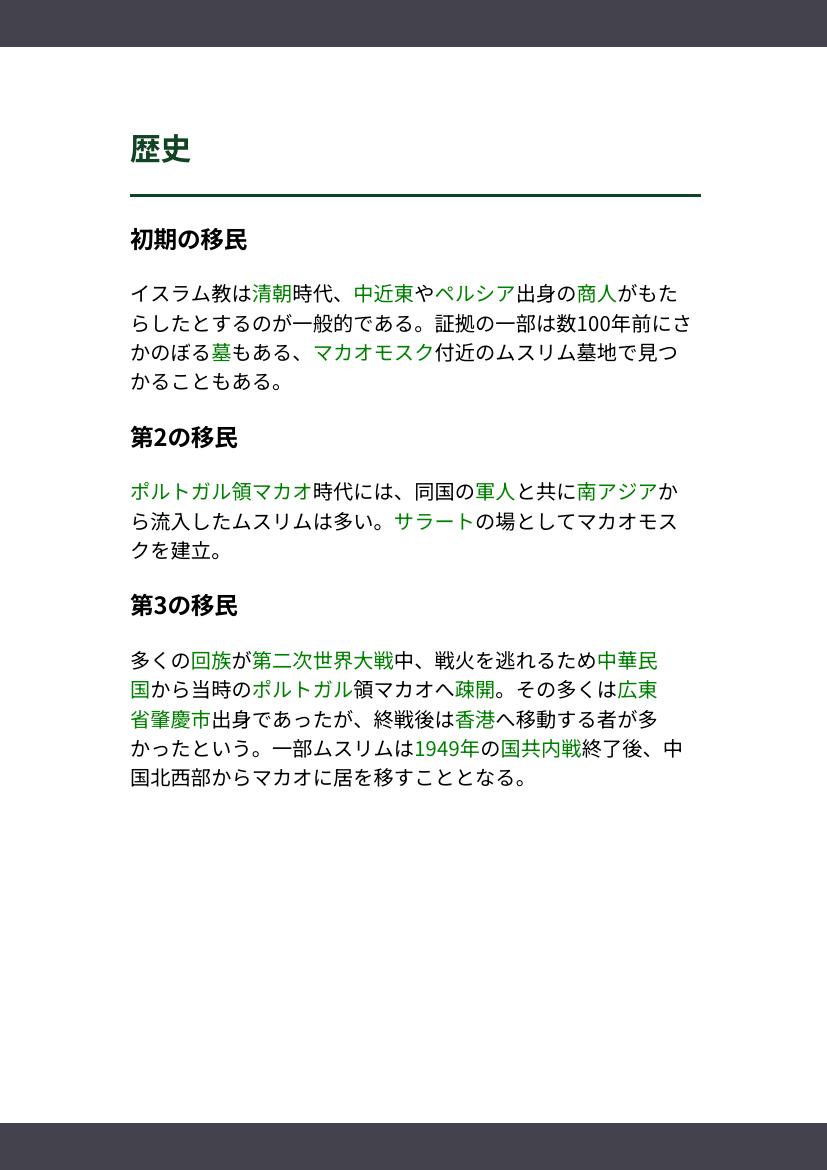 歴史
初期の移民
イスラム教は清朝時代、中近東やペルシア出身の商人がもた
らしたとするのが一般的である。証拠の一部は数100年前にさ
かのぼる墓もある、マカオモスク付近のムスリム墓地で見つ
かることもある。
第2の移民
ポルトガル領マカオ時代には、同国の軍人と共に南アジアか
ら流入したムスリムは多い。サラートの場としてマカオモス
クを建立。
第3の移民
多くの回族が第二次世界大戦中、戦火を逃れるため中華民
国から当時のポルトガル領マカオへ疎開。その多くは広東
省肇慶市出身であったが、終戦後は香港へ移動する者が多
かったという。一部ムスリムは1949年の国共内戦終了後、中
国北西部からマカオに居を移すこととなる。